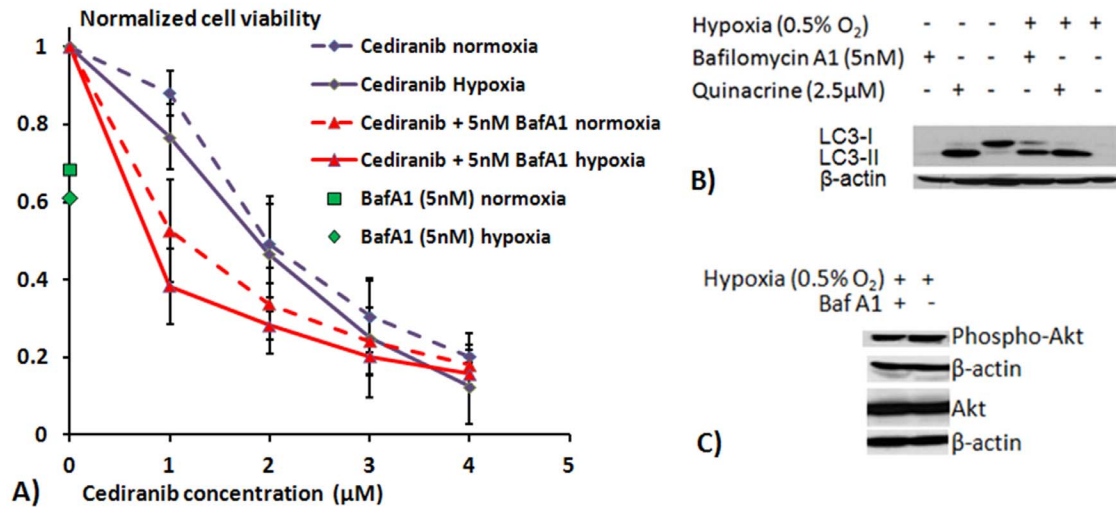 Normalized cell viability
1
0.8
0.6
0.4
0.2
0
0 1 2 3 4 5
Cediranib concentration (µM)
Cediranib normoxia
Cediranib Hypoxia
Cediranib + 5nM BafA1 normoxia
Cediranib + 5nM BafA1 hypoxia
BafA1 (5nM) normoxia
BafA1 (5nM) hypoxia
A)
Hypoxia (0.5% O₂) - - - + + +
Bafilomycin A1 (5nM) + - - + - -
Quinacrine (2.5µM) - + - - + -
LC3-I
LC3-II
β-actin
B)
Hypoxia (0.5% O₂) + +
Baf A1 + -
Phospho-Akt
β-actin
Akt
β-actin
C)